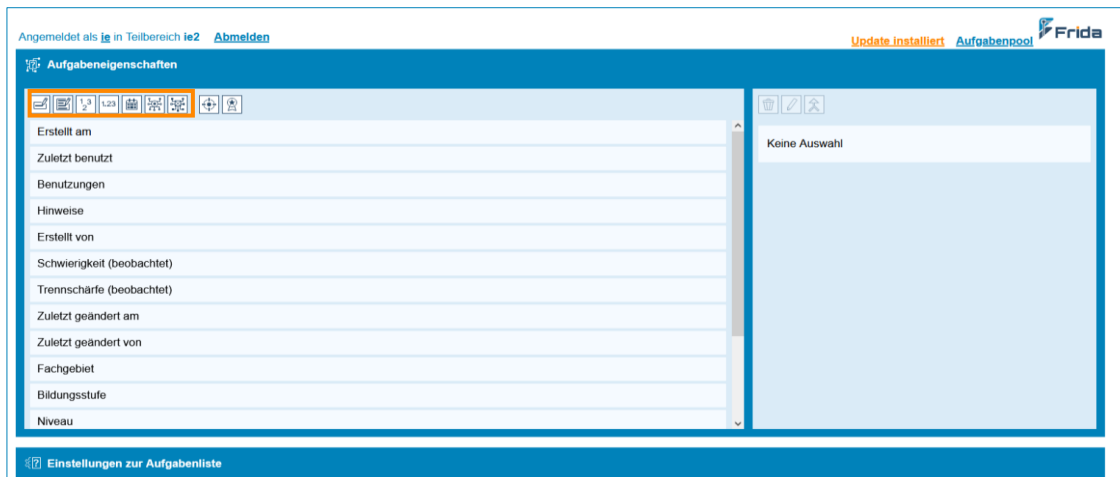 Angemeldet als ie in Teilbereich ie2 Abmelden
Update installiert Aufgabenpool Frida
Aufgabeneigenschaften
1,23
Erstellt am
Zuletzt benutzt
Benutzungen
Hinweise
Erstellt von
Schwierigkeit (beobachtet)
Trennschärfe (beobachtet)
Zuletzt geändert am
Zuletzt geändert von
Fachgebiet
Bildungsstufe
Niveau
Keine Auswahl
Einstellungen zur Aufgabenliste